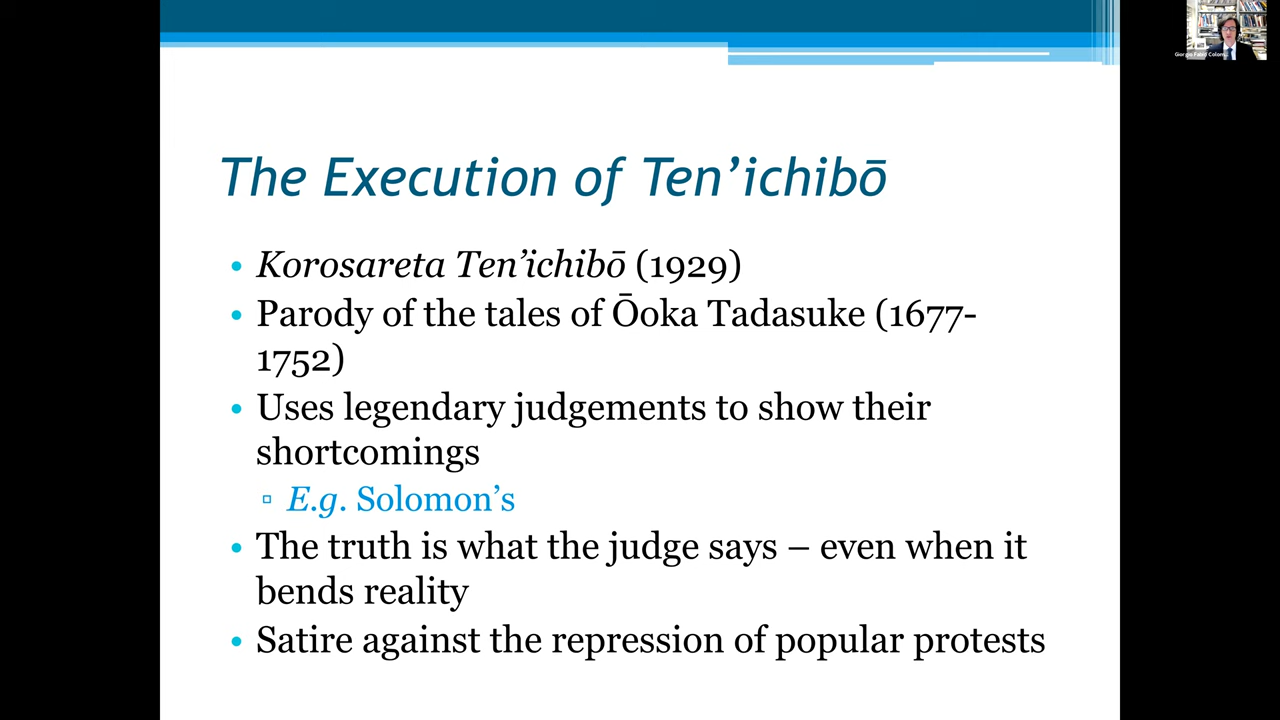 The Execution of Ten’ichibō
• Korosareta Ten’ichibō (1929)
• Parody of the tales of Ōoka Tadasuke (1677-
1752)
• Uses legendary judgements to show their
shortcomings
▫ E.g. Solomon’s
• The truth is what the judge says – even when it
bends reality
• Satire against the repression of popular protests
Giorgio Fabio